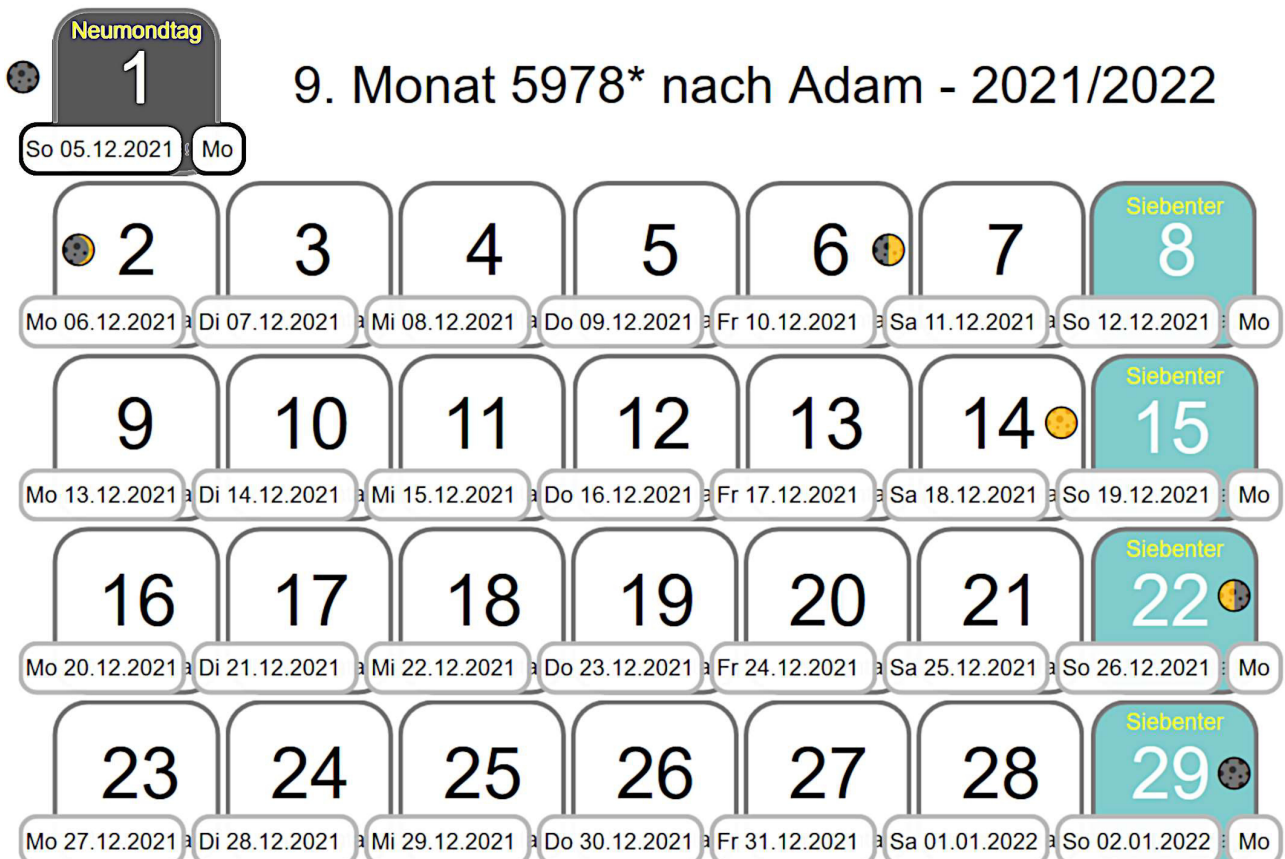 Neumondtag
1
9. Monat 5978* nach Adam - 2021/2022
So 05.12.2021 Mo
2 3 4 5 6 7 Siebenter 8
Mo 06.12.2021 Di 07.12.2021 Mi 08.12.2021 Do 09.12.2021 Fr 10.12.2021 Sa 11.12.2021 So 12.12.2021 Mo
9 10 11 12 13 14 Siebenter 15
Mo 13.12.2021 Di 14.12.2021 Mi 15.12.2021 Do 16.12.2021 Fr 17.12.2021 Sa 18.12.2021 So 19.12.2021 Mo
16 17 18 19 20 21 Siebenter 22
Mo 20.12.2021 Di 21.12.2021 Mi 22.12.2021 Do 23.12.2021 Fr 24.12.2021 Sa 25.12.2021 So 26.12.2021 Mo
23 24 25 26 27 28 Siebenter 29
Mo 27.12.2021 Di 28.12.2021 Mi 29.12.2021 Do 30.12.2021 Fr 31.12.2021 Sa 01.01.2022 So 02.01.2022 Mo